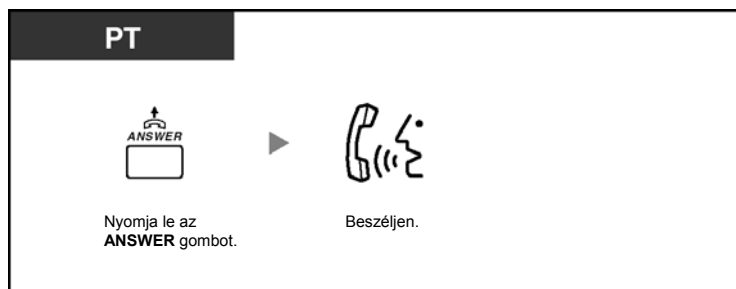 PT
ANSWER
Nyomja le az
ANSWER gombot.
Beszéljen.